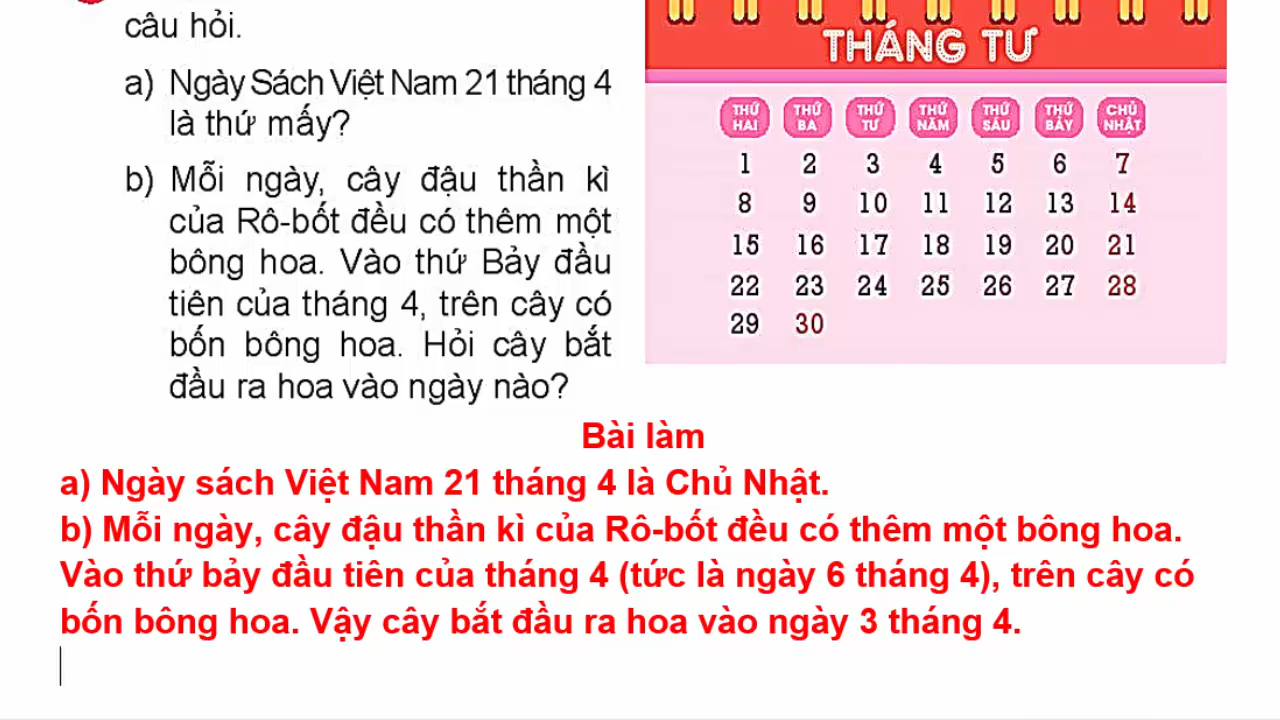 câu hỏi.
a) Ngày Sách Việt Nam 21 tháng 4
là thứ mấy?
b) Mỗi ngày, cây đậu thần kì
của Rô-bốt đều có thêm một
bông hoa. Vào thứ Bảy đầu
tiên của tháng 4, trên cây có
bốn bông hoa. Hỏi cây bắt
đầu ra hoa vào ngày nào?
THÁNG TƯ
THỨ HAI THỨ BA THỨ TƯ THỨ NĂM THỨ SÁU THỨ BẢY CHỦ NHẬT
1 2 3 4 5 6 7
8 9 10 11 12 13 14
15 16 17 18 19 20 21
22 23 24 25 26 27 28
29 30
Bài làm
a) Ngày sách Việt Nam 21 tháng 4 là Chủ Nhật.
b) Mỗi ngày, cây đậu thần kì của Rô-bốt đều có thêm một bông hoa.
Vào thứ bảy đầu tiên của tháng 4 (tức là ngày 6 tháng 4), trên cây có
bốn bông hoa. Vậy cây bắt đầu ra hoa vào ngày 3 tháng 4.